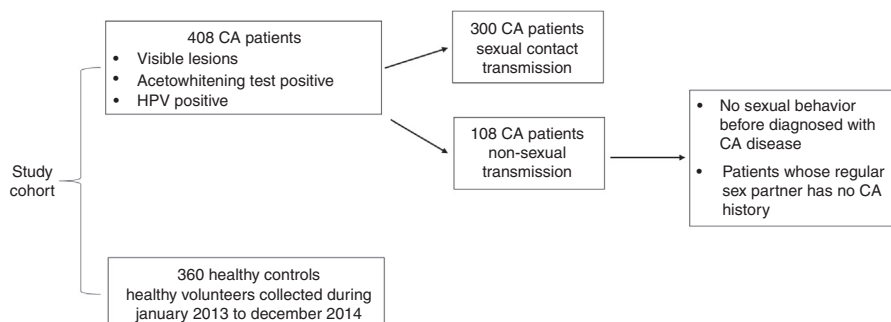 408 CA patients
• Visible lesions
• Acetowhitening test positive
• HPV positive
300 CA patients
sexual contact
transmission
108 CA patients
non-sexual
transmission
• No sexual behavior
before diagnosed with
CA disease
• Patients whose regular
sex partner has no CA
history
Study
cohort
360 healthy controls
healthy volunteers collected during
january 2013 to december 2014